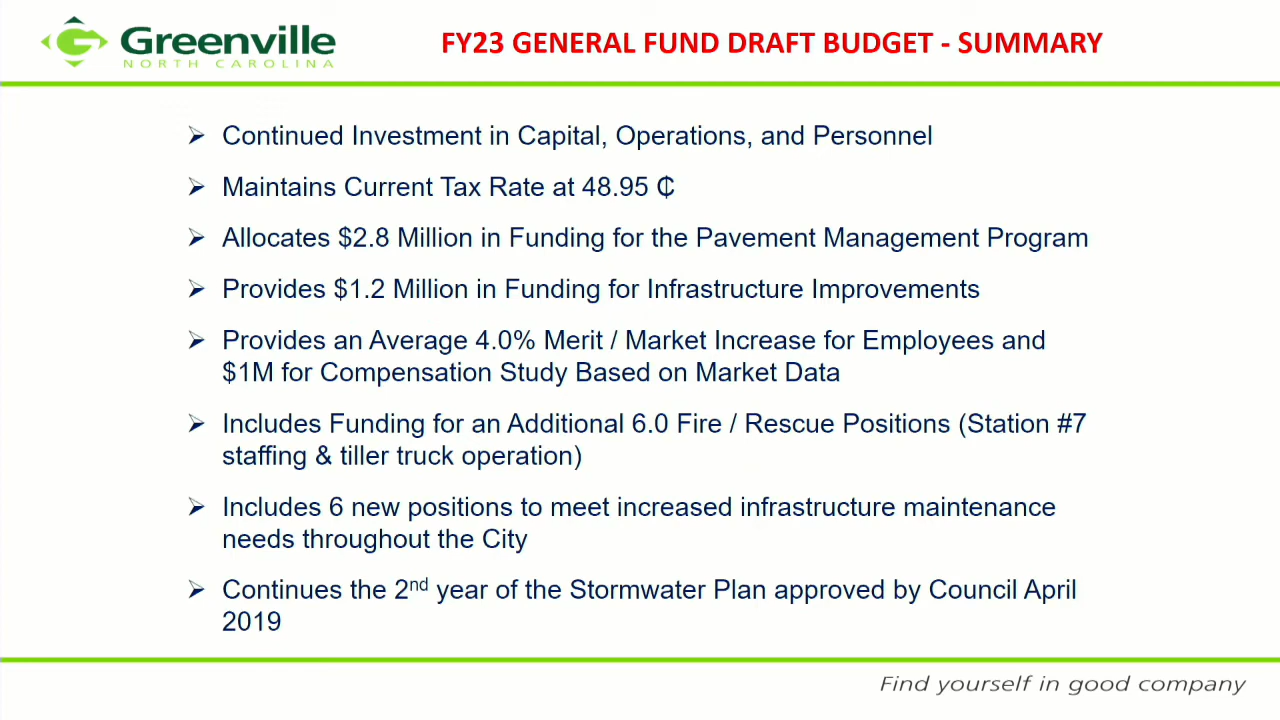 Greenville
NORTH CAROLINA
FY23 GENERAL FUND DRAFT BUDGET - SUMMARY
➢ Continued Investment in Capital, Operations, and Personnel
➢ Maintains Current Tax Rate at 48.95 ₵
➢ Allocates $2.8 Million in Funding for the Pavement Management Program
➢ Provides $1.2 Million in Funding for Infrastructure Improvements
➢ Provides an Average 4.0% Merit / Market Increase for Employees and
$1M for Compensation Study Based on Market Data
➢ Includes Funding for an Additional 6.0 Fire / Rescue Positions (Station #7
staffing & tiller truck operation)
➢ Includes 6 new positions to meet increased infrastructure maintenance
needs throughout the City
➢ Continues the 2nd year of the Stormwater Plan approved by Council April
2019
Find yourself in good company